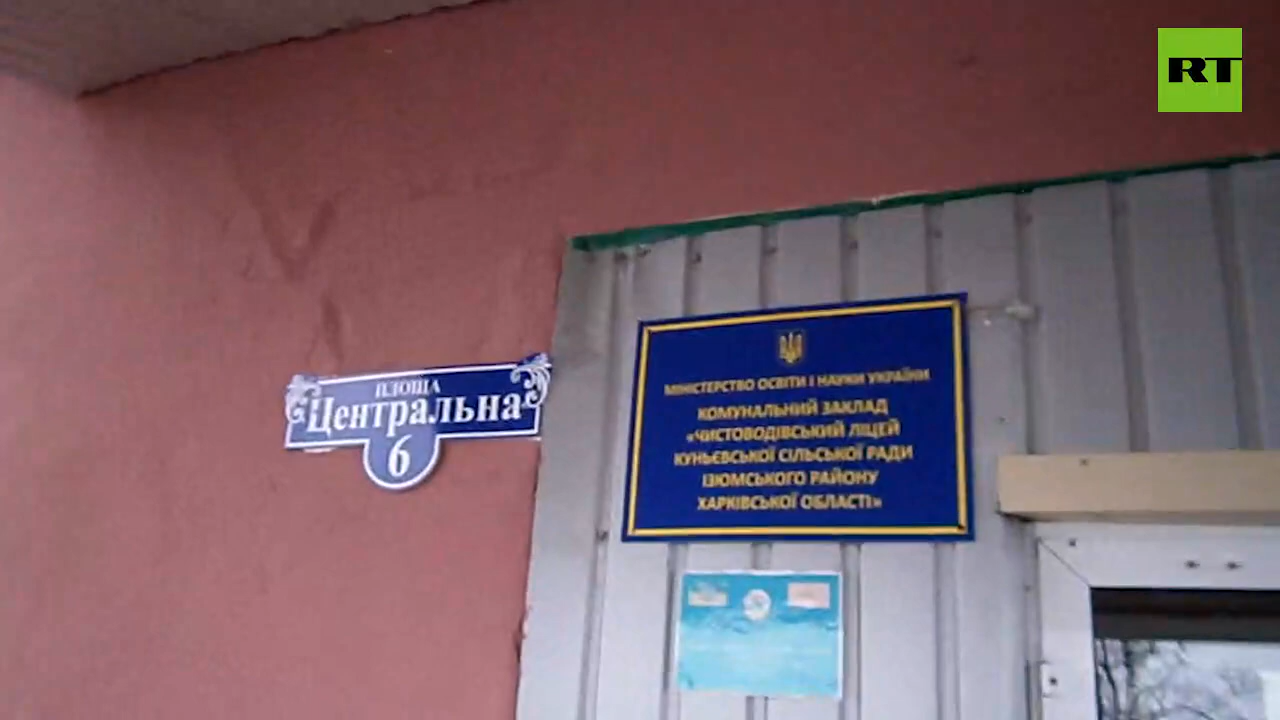 RT
ПЛОЩА
Центральна
6
МІНІСТЕРСТВО ОСВІТИ І НАУКИ УКРАЇНИ
КОМУНАЛЬНИЙ ЗАКЛАД
«ЧИСТОВОДІВСЬКИЙ ЛІЦЕЙ
КУНЬЄВСЬКОЇ СІЛЬСЬКОЇ РАДИ
ІЗЮМСЬКОГО РАЙОНУ
ХАРКІВСЬКОЇ ОБЛАСТІ»